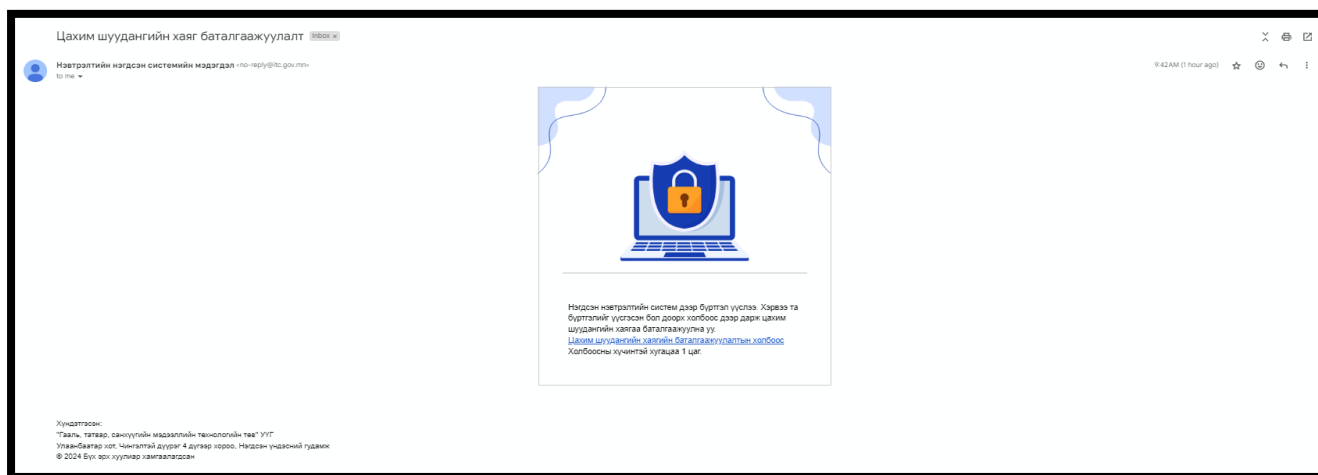 Цахим шуудангийн хаяг баталгаажуулалт Inbox ×
Нэвтрэлтийн нэгдсэн системийн мэдэгдэл <no-reply@itc.gov.mn>
9:42 AM (1 hour ago)
to me
Нэгдсэн нэвтрэлтийн систем дээр бүртгэл үүслээ. Хэрвээ та
бүртгэлийг үүсгэсэн бол доорх холбоос дээр дарж цахим
шуудангийн хаягаа баталгаажуулна уу.
Цахим шуудангийн хаягийн баталгаажуулалтын холбоос
Холбоосны хүчинтэй хугацаа 1 цаг.
Хүндэтгэсэн:
"Гааль, татвар, санхүүгийн мэдээллийн технологийн төв" УҮГ
Улаанбаатар хот, Чингэлтэй дүүрэг 4 дүгээр хороо, Нэгдсэн үндэсний гудамж
© 2024 Бүх эрх хуулиар хамгаалагдсан